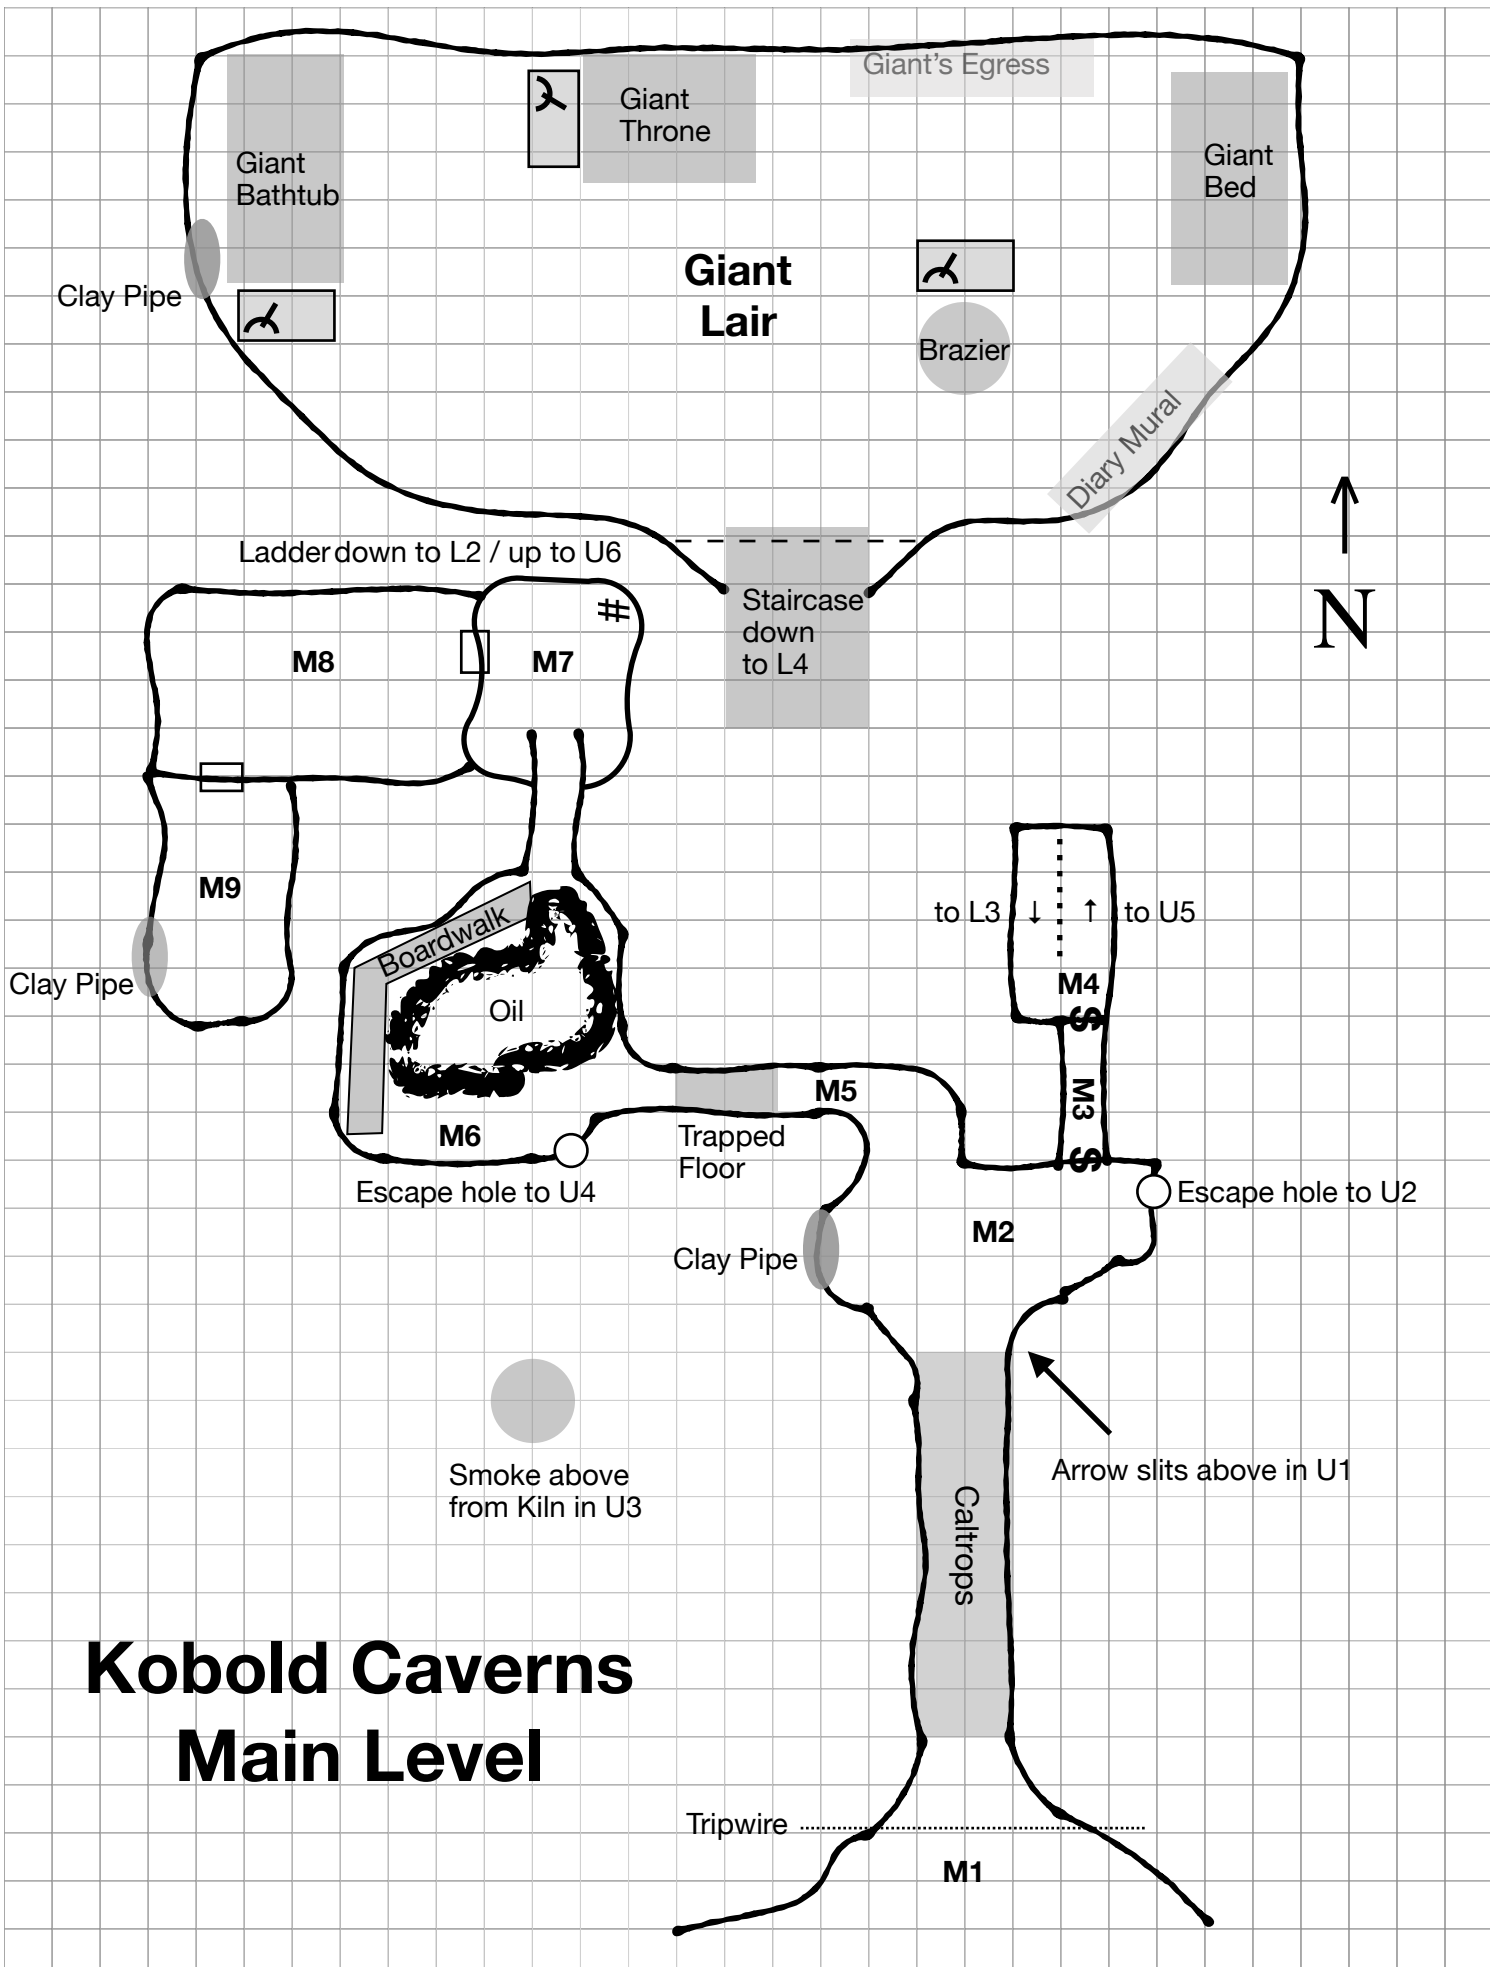 Giant's Egress
Giant
Throne
Giant
Bathtub
Giant
Bed
Giant
Lair
Clay Pipe
Brazier
Diary Mural
Ladder down to L2 / up to U6
Staircase
down
to L4
N
M8
M7
M9
to L3 ↓ ↑ to U5
Boardwalk
Clay Pipe
M4
S
Oil
M5
M3
M6
Trapped
Floor
S
Escape hole to U4
Escape hole to U2
M2
Clay Pipe
Smoke above
from Kiln in U3
Arrow slits above in U1
Caltrops
Kobold Caverns
Main Level
Tripwire
M1